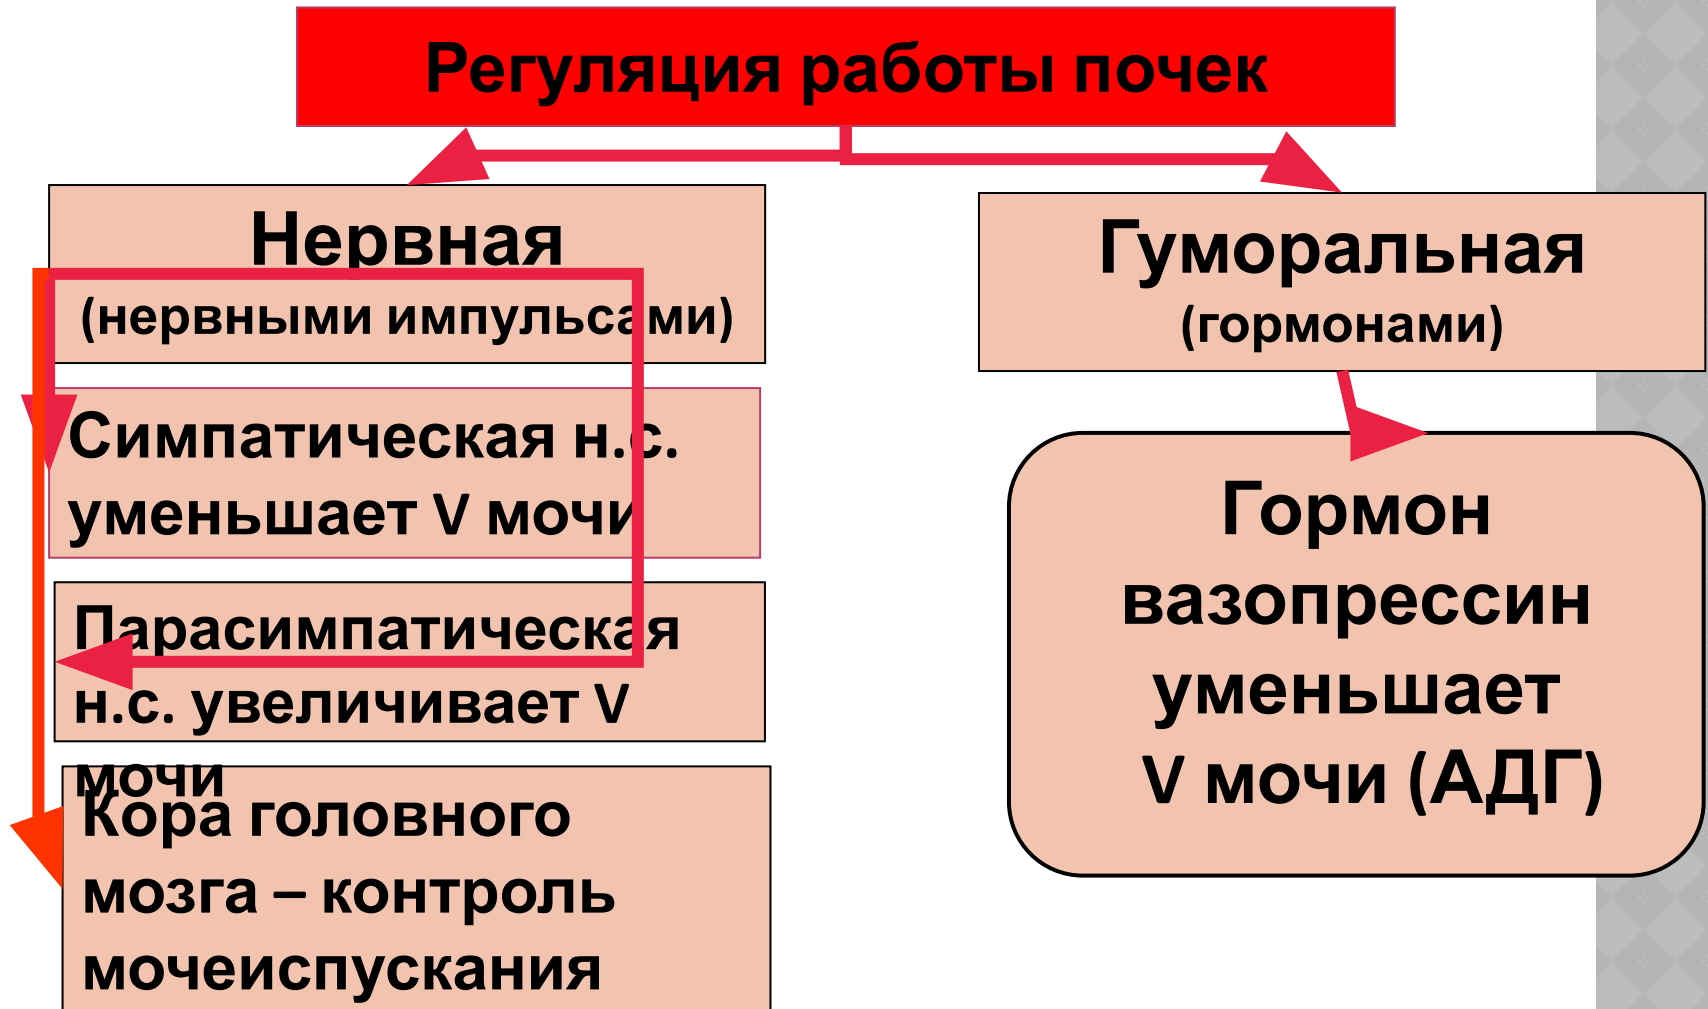 Регуляция работы почек
Нервная
(нервными импульсами)
Симпатическая н.с.
уменьшает V мочи
Парасимпатическая
н.с. увеличивает V
мочи
Кора головного
мозга – контроль
мочеиспускания
Гуморальная
(гормонами)
Гормон
вазопрессин
уменьшает
V мочи (АДГ)